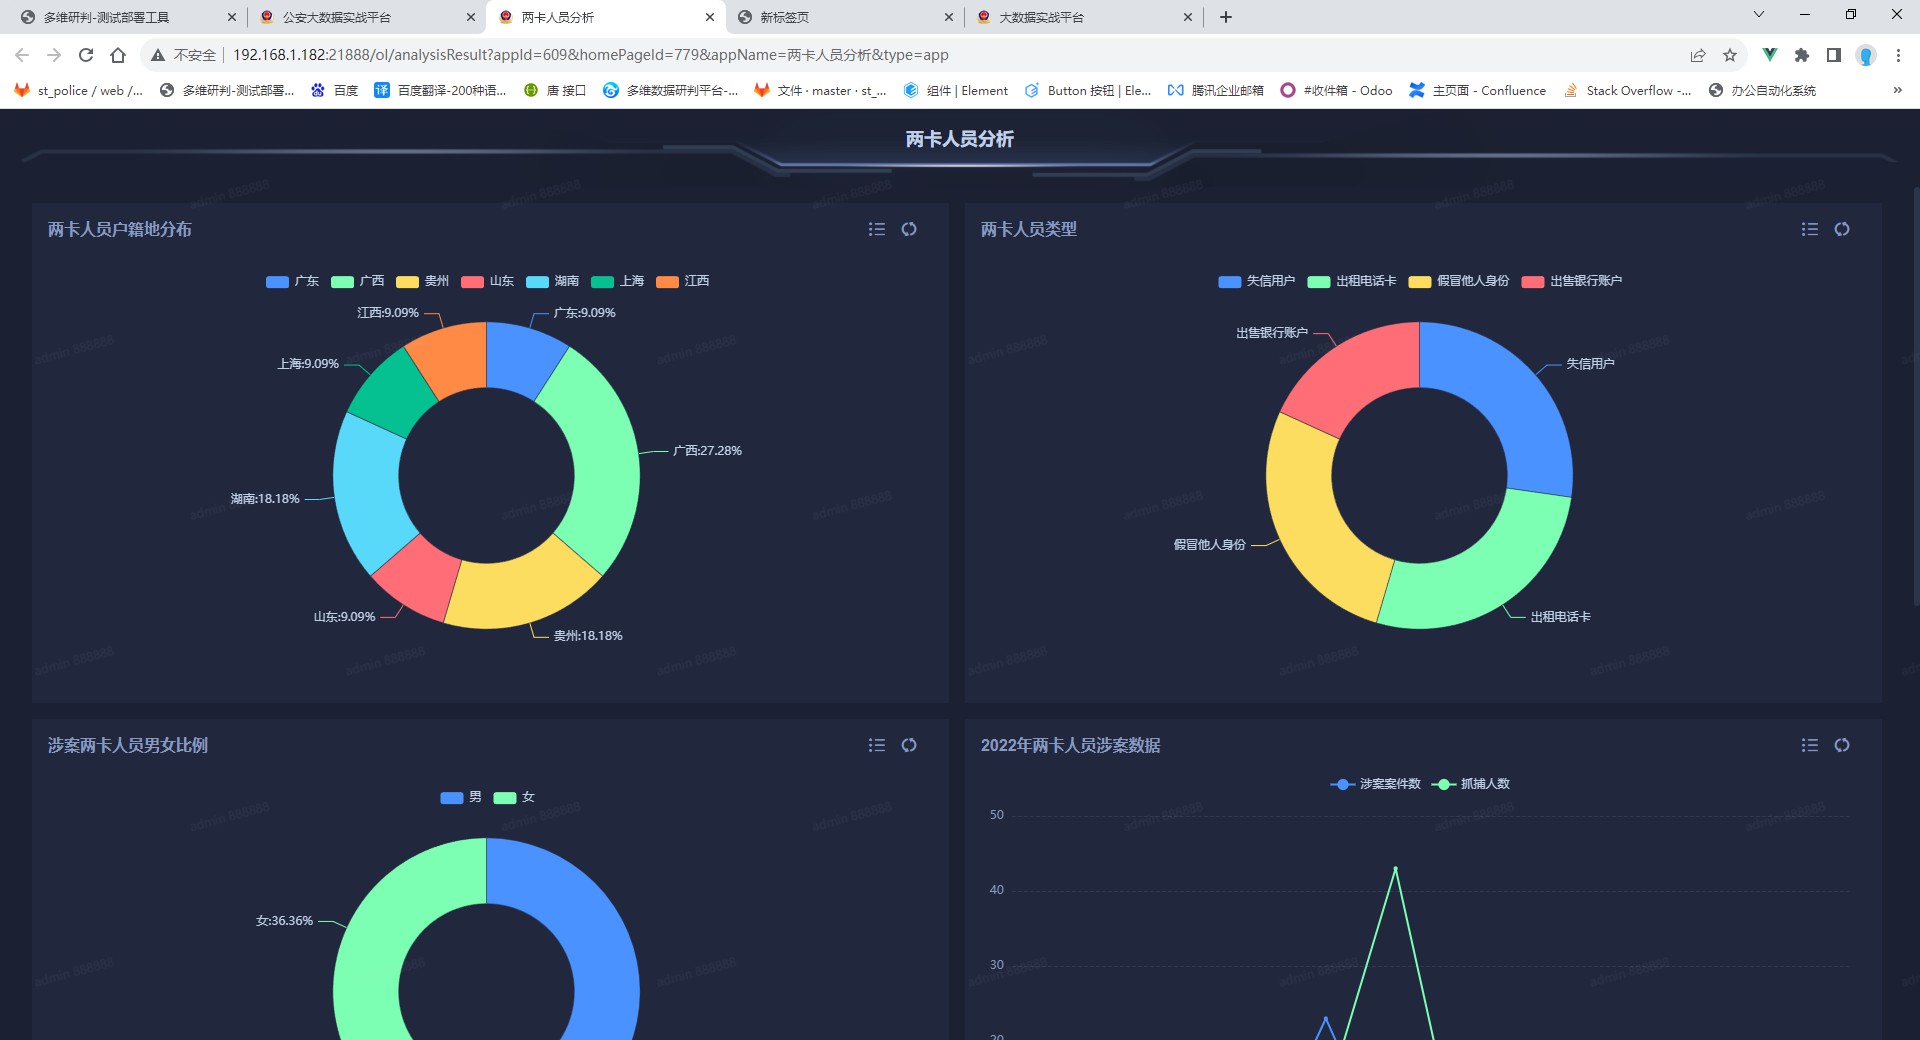 多维研判-测试部署工具
公安大数据实战平台
两卡人员分析
新标签页
大数据实战平台
不安全
192.168.1.182:21888/ol/analysisResult?appId=609&homePageId=779&appName=两卡人员分析&type=app
st_police / web /...
多维研判-测试部署...
百度
译
百度翻译-200种语...
唐 接口
多维数据研判平台-...
文件 · master · st_...
组件 | Element
Button 按钮 | Ele...
腾讯企业邮箱
#收件箱 - Odoo
主页面 - Confluence
Stack Overflow -...
办公自动化系统
»
两卡人员分析
两卡人员户籍地分布
广东 广西 贵州 山东 湖南 上海 江西
江西:9.09%
广东:9.09%
上海:9.09%
广西:27.28%
湖南:18.18%
山东:9.09%
贵州:18.18%
两卡人员类型
失信用户 出租电话卡 假冒他人身份 出售银行账户
出售银行账户
失信用户
假冒他人身份
出租电话卡
涉案两卡人员男女比例
男 女
女:36.36%
2022年两卡人员涉案数据
涉案案件数 抓捕人数
50
40
30
20
admin 888888